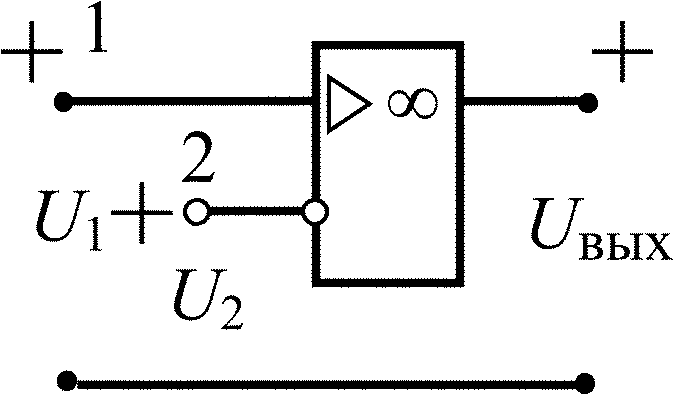 + 1 +
▷ ∞
2
U₁ + Uвых
U₂